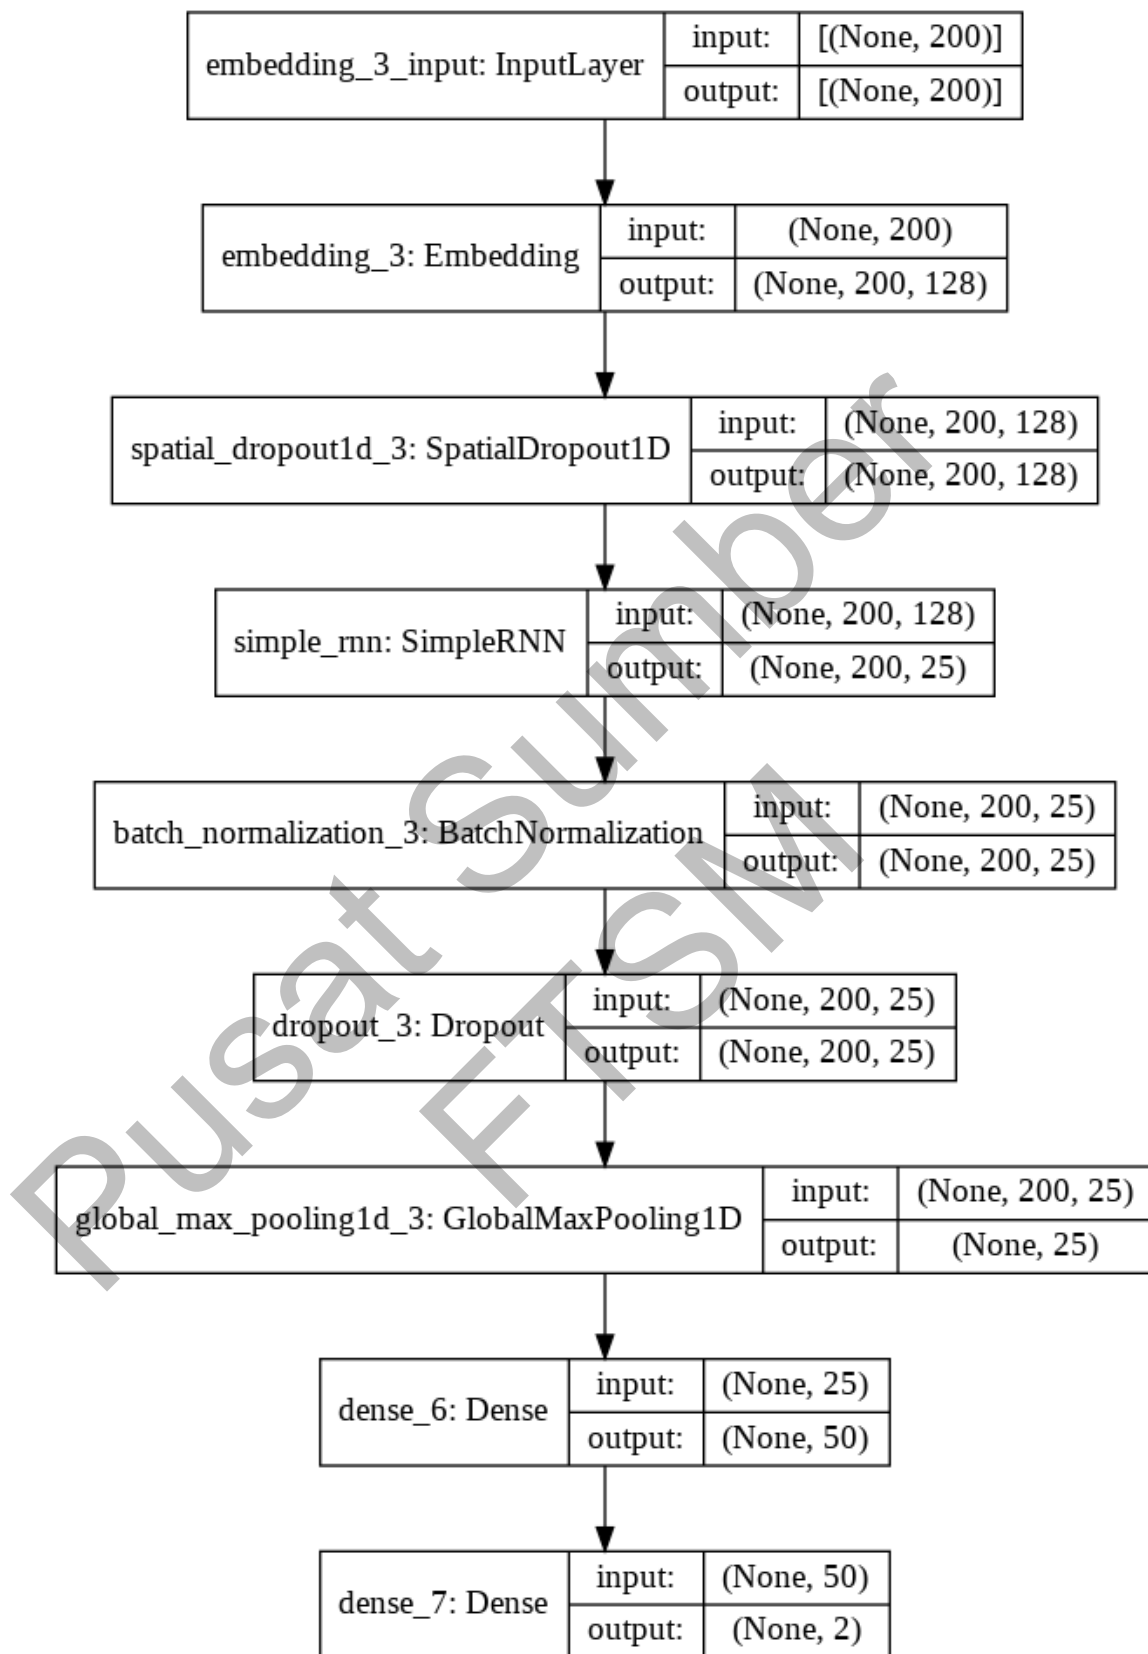 embedding_3_input: InputLayer
input: [(None, 200)]
output: [(None, 200)]
embedding_3: Embedding
input: (None, 200)
output: (None, 200, 128)
spatial_dropout1d_3: SpatialDropout1D
input: (None, 200, 128)
output: (None, 200, 128)
simple_rnn: SimpleRNN
input: (None, 200, 128)
output: (None, 200, 25)
batch_normalization_3: BatchNormalization
input: (None, 200, 25)
output: (None, 200, 25)
dropout_3: Dropout
input: (None, 200, 25)
output: (None, 200, 25)
global_max_pooling1d_3: GlobalMaxPooling1D
input: (None, 200, 25)
output: (None, 25)
dense_6: Dense
input: (None, 25)
output: (None, 50)
dense_7: Dense
input: (None, 50)
output: (None, 2)
Pusat Sumber
FTSM